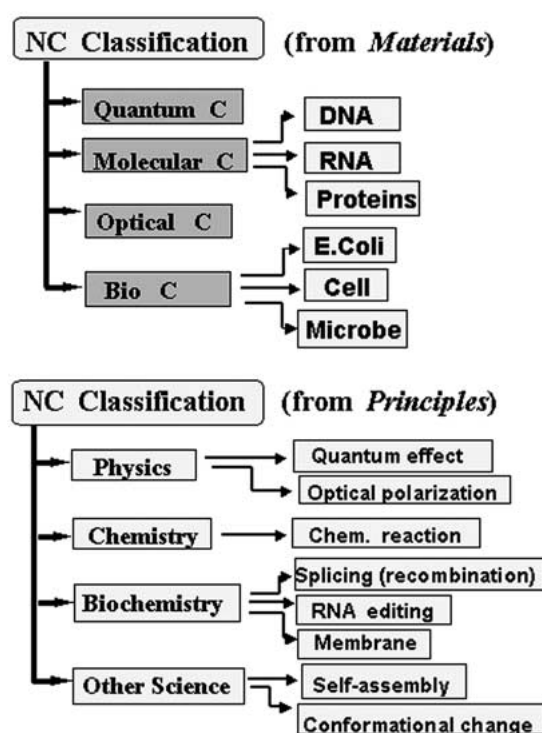 NC Classification (from Materials)
Quantum C
DNA
Molecular C
RNA
Proteins
Optical C
E.Coli
Bio C
Cell
Microbe
NC Classification (from Principles)
Physics
Quantum effect
Optical polarization
Chemistry
Chem. reaction
Splicing (recombination)
Biochemistry
RNA editing
Membrane
Other Science
Self-assembly
Conformational change